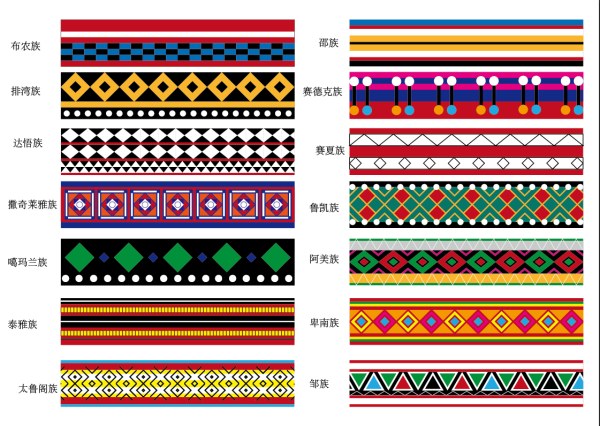 布农族
排湾族
达悟族
撒奇莱雅族
噶玛兰族
泰雅族
太鲁阁族
邵族
赛德克族
赛夏族
鲁凯族
阿美族
卑南族
邹族